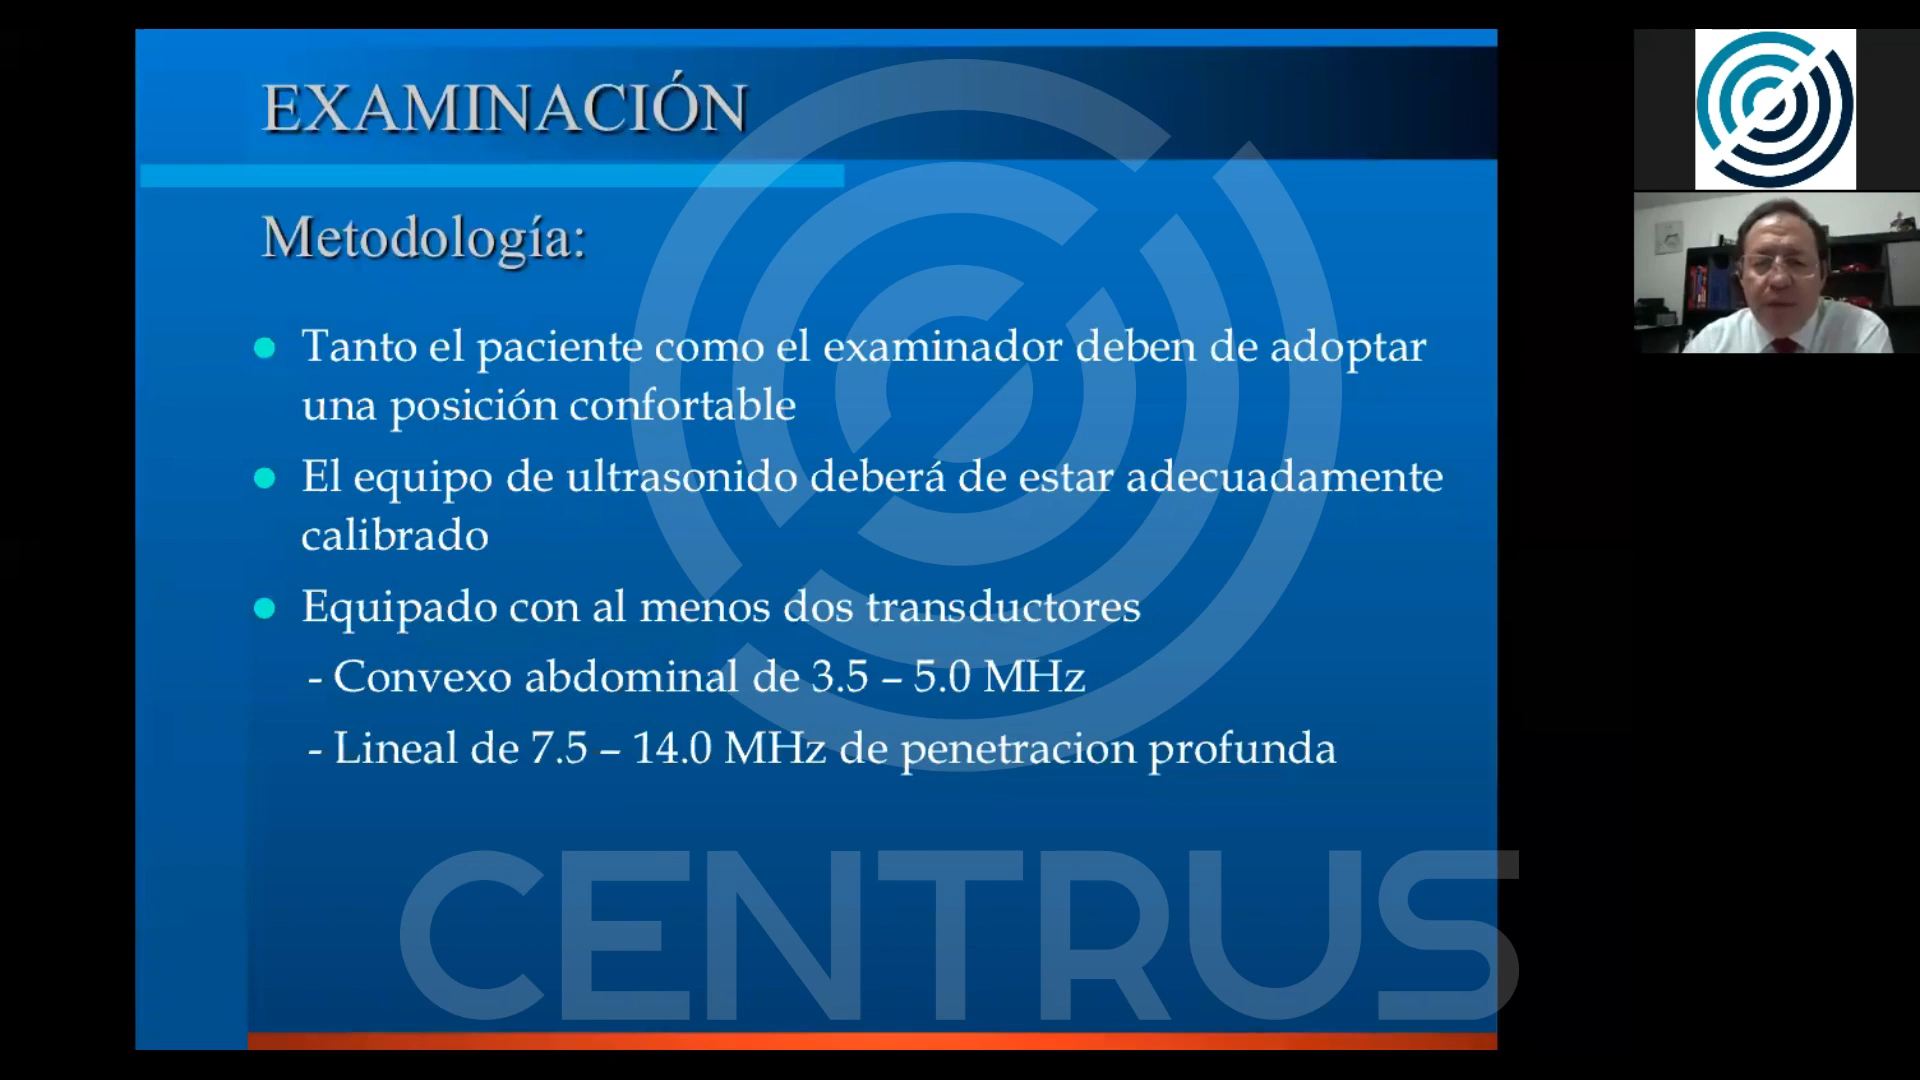 EXAMINACIÓN
Metodología:
Tanto el paciente como el examinador deben de adoptar
una posición confortable
El equipo de ultrasonido deberá de estar adecuadamente
calibrado
Equipado con al menos dos transductores
- Convexo abdominal de 3.5 – 5.0 MHz
- Lineal de 7.5 – 14.0 MHz de penetracion profunda
CENTRUS